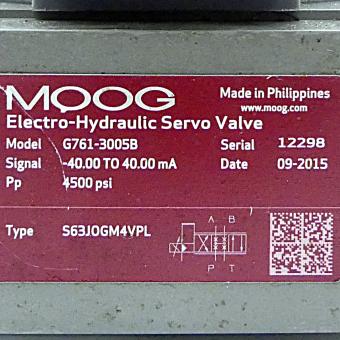 MOOG
Made in Philippines
www.moog.com
Electro-Hydraulic Servo Valve
Model G761-3005B Serial 12298
Signal -40.00 TO 40.00 mA Date 09-2015
Pp 4500 psi
Type S63JOGM4VPL
A B
P T